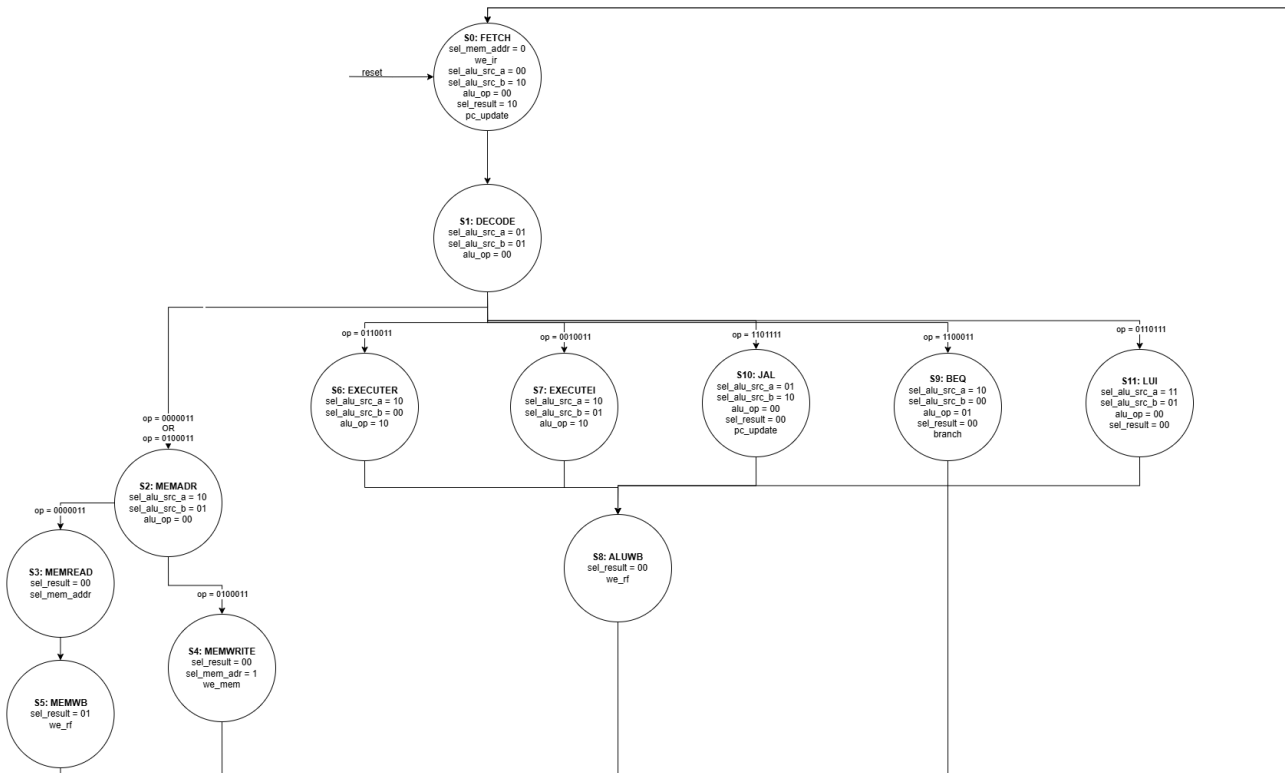 S0: FETCH
sel_mem_addr = 0
we_ir
sel_alu_src_a = 00
sel_alu_src_b = 10
alu_op = 00
sel_result = 10
pc_update
reset
S1: DECODE
sel_alu_src_a = 01
sel_alu_src_b = 01
alu_op = 00
op = 0110011
op = 0010011
op = 1101111
op = 1100011
op = 0110111
S6: EXECUTER
sel_alu_src_a = 10
sel_alu_src_b = 00
alu_op = 10
S7: EXECUTEI
sel_alu_src_a = 10
sel_alu_src_b = 01
alu_op = 10
S10: JAL
sel_alu_src_a = 01
sel_alu_src_b = 10
alu_op = 00
sel_result = 00
pc_update
S9: BEQ
sel_alu_src_a = 10
sel_alu_src_b = 00
alu_op = 01
sel_result = 00
branch
S11: LUI
sel_alu_src_a = 11
sel_alu_src_b = 01
alu_op = 00
sel_result = 00
op = 0000011
OR
op = 0100011
S2: MEMADR
sel_alu_src_a = 10
sel_alu_src_b = 01
alu_op = 00
op = 0000011
S3: MEMREAD
sel_result = 00
sel_mem_addr
op = 0100011
S8: ALUWB
sel_result = 00
we_rf
S4: MEMWRITE
sel_result = 00
sel_mem_adr = 1
we_mem
S5: MEMWB
sel_result = 01
we_rf